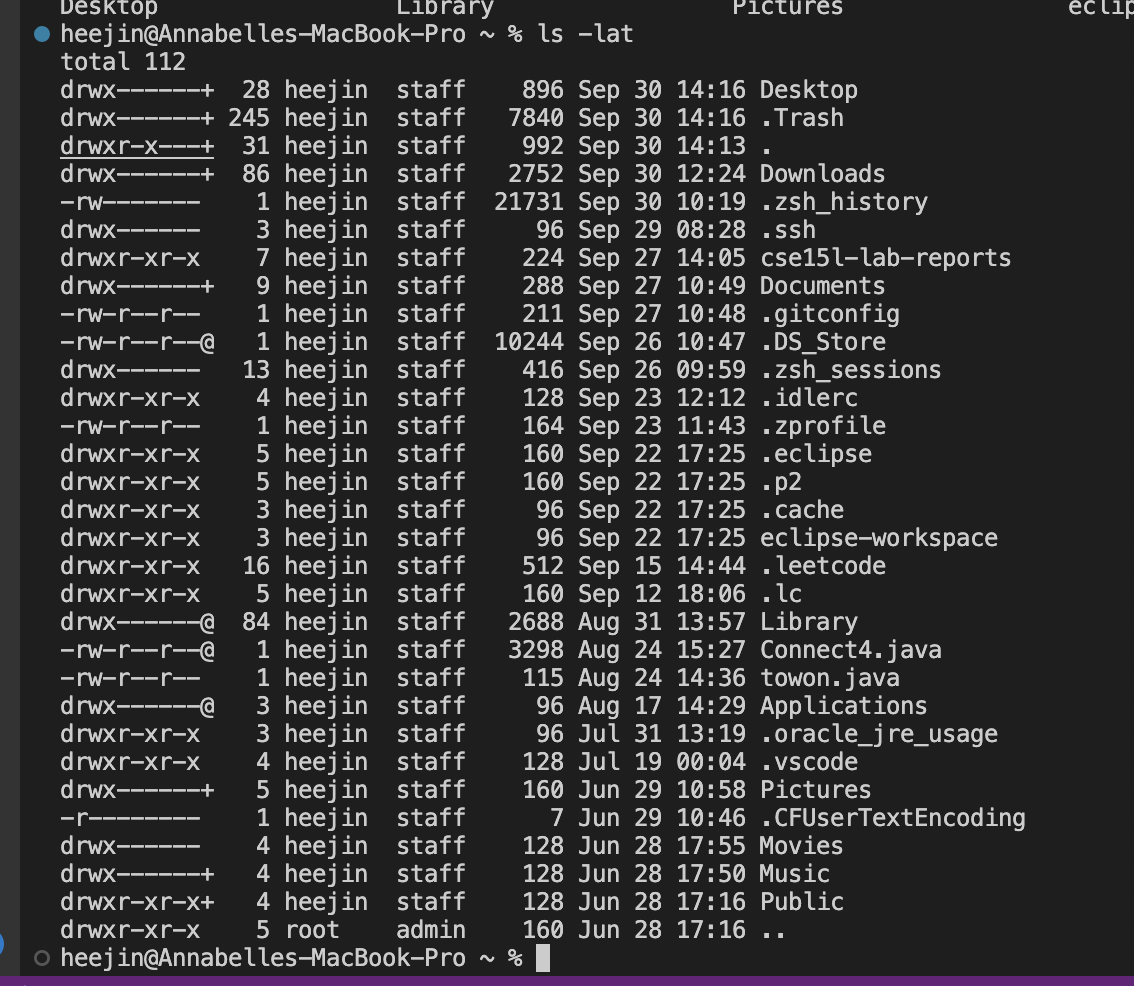 Desktop Library Pictures eclip
heejin@Annabelles-MacBook-Pro ~ % ls -lat
total 112
drwx------+ 28 heejin staff 896 Sep 30 14:16 Desktop
drwx------+ 245 heejin staff 7840 Sep 30 14:16 .Trash
drwxr-x---+ 31 heejin staff 992 Sep 30 14:13 .
drwx------+ 86 heejin staff 2752 Sep 30 12:24 Downloads
-rw------- 1 heejin staff 21731 Sep 30 10:19 .zsh_history
drwx------ 3 heejin staff 96 Sep 29 08:28 .ssh
drwxr-xr-x 7 heejin staff 224 Sep 27 14:05 cse15l-lab-reports
drwx------+ 9 heejin staff 288 Sep 27 10:49 Documents
-rw-r--r-- 1 heejin staff 211 Sep 27 10:48 .gitconfig
-rw-r--r--@ 1 heejin staff 10244 Sep 26 10:47 .DS_Store
drwx------ 13 heejin staff 416 Sep 26 09:59 .zsh_sessions
drwxr-xr-x 4 heejin staff 128 Sep 23 12:12 .idlerc
-rw-r--r-- 1 heejin staff 164 Sep 23 11:43 .zprofile
drwxr-xr-x 5 heejin staff 160 Sep 22 17:25 .eclipse
drwxr-xr-x 5 heejin staff 160 Sep 22 17:25 .p2
drwxr-xr-x 3 heejin staff 96 Sep 22 17:25 .cache
drwxr-xr-x 3 heejin staff 96 Sep 22 17:25 eclipse-workspace
drwxr-xr-x 16 heejin staff 512 Sep 15 14:44 .leetcode
drwxr-xr-x 5 heejin staff 160 Sep 12 18:06 .lc
drwx------@ 84 heejin staff 2688 Aug 31 13:57 Library
-rw-r--r--@ 1 heejin staff 3298 Aug 24 15:27 Connect4.java
-rw-r--r-- 1 heejin staff 115 Aug 24 14:36 towon.java
drwx------@ 3 heejin staff 96 Aug 17 14:29 Applications
drwxr-xr-x 3 heejin staff 96 Jul 31 13:19 .oracle_jre_usage
drwxr-xr-x 4 heejin staff 128 Jul 19 00:04 .vscode
drwx------+ 5 heejin staff 160 Jun 29 10:58 Pictures
-r-------- 1 heejin staff 7 Jun 29 10:46 .CFUserTextEncoding
drwx------ 4 heejin staff 128 Jun 28 17:55 Movies
drwx------+ 4 heejin staff 128 Jun 28 17:50 Music
drwxr-xr-x+ 4 heejin staff 128 Jun 28 17:16 Public
drwxr-xr-x 5 root admin 160 Jun 28 17:16 ..
heejin@Annabelles-MacBook-Pro ~ %